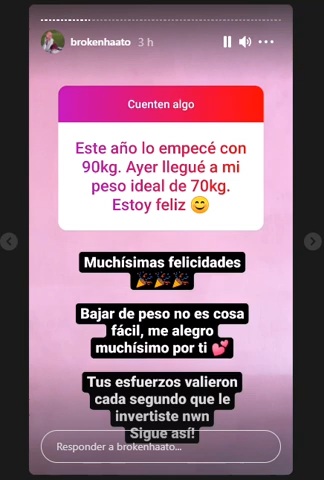 brokenhaato 3 h
Cuenten algo
Este año lo empecé con
90kg. Ayer llegué a mi
peso ideal de 70kg.
Estoy feliz 😊
Muchísimas felicidades
🎉🎉🎉
Bajar de peso no es cosa
fácil, me alegro
muchísimo por ti 💕
Tus esfuerzos valieron
cada segundo que le
invertiste nwn
Sigue así!
Responder a brokenhaato...